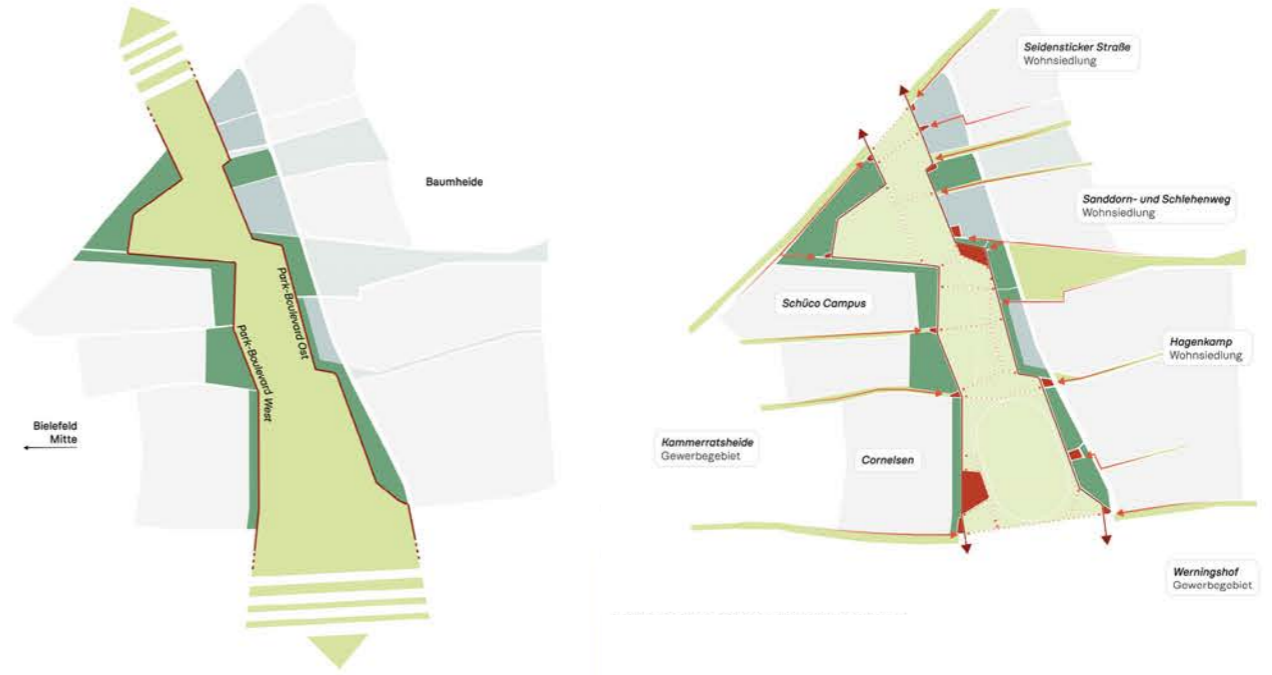 Baumheide
Park-Boulevard Ost
Park-Boulevard West
Bielefeld
Mitte
Seidensticker Straße
Wohnsiedlung
Sanddorn- und Schlehenweg
Wohnsiedlung
Schüco Campus
Hagenkamp
Wohnsiedlung
Kammerratsheide
Gewerbegebiet
Cornelsen
Werningshof
Gewerbegebiet